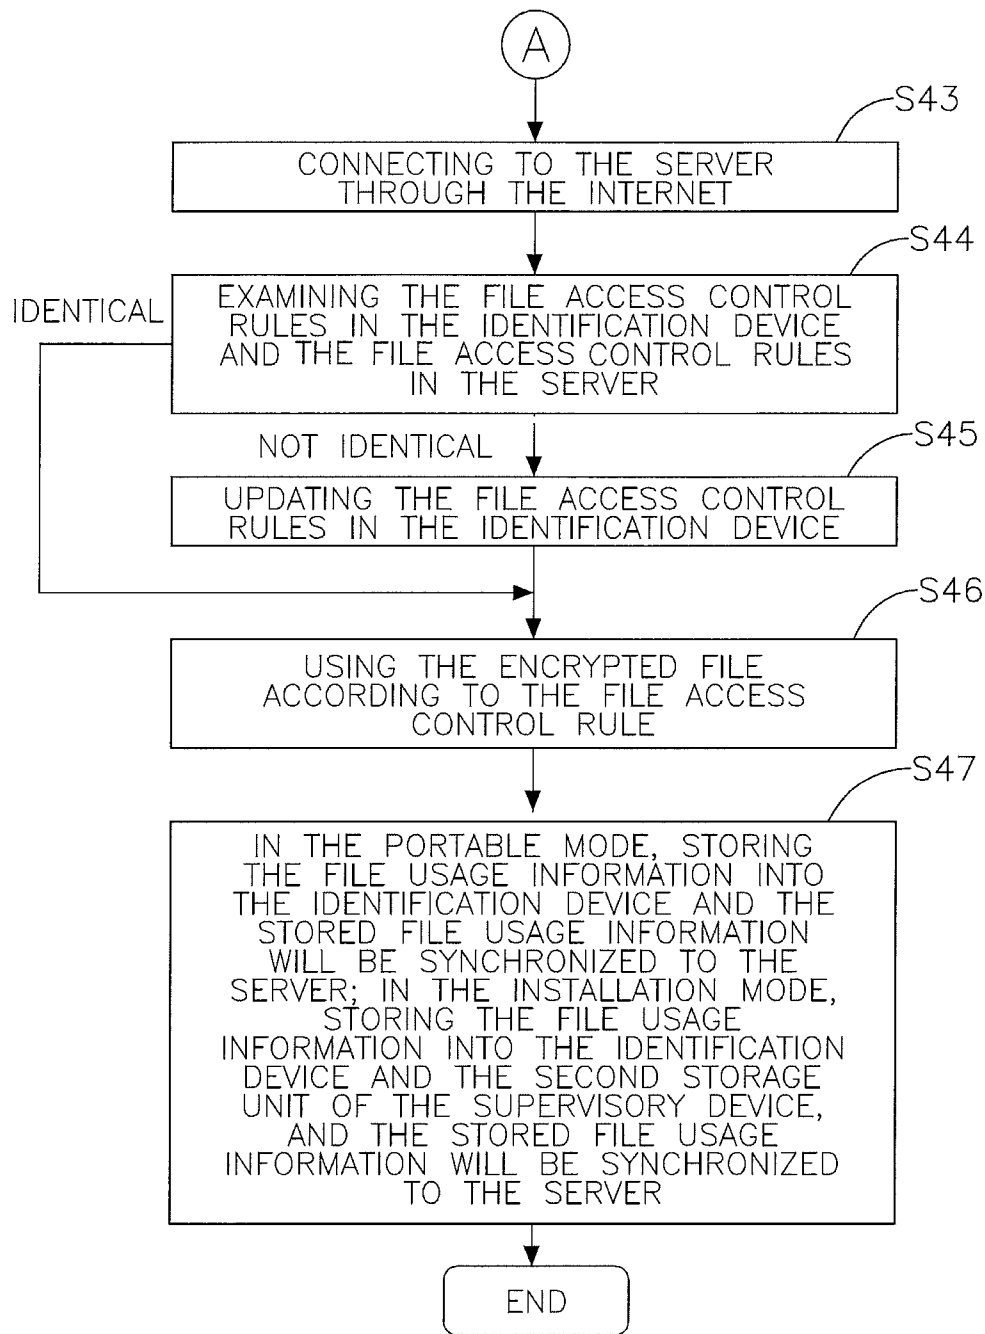 A
S43
CONNECTING TO THE SERVER
THROUGH THE INTERNET
S44
IDENTICAL
EXAMINING THE FILE ACCESS CONTROL
RULES IN THE IDENTIFICATION DEVICE
AND THE FILE ACCESS CONTROL RULES
IN THE SERVER
NOT IDENTICAL
S45
UPDATING THE FILE ACCESS CONTROL
RULES IN THE IDENTIFICATION DEVICE
S46
USING THE ENCRYPTED FILE
ACCORDING TO THE FILE ACCESS
CONTROL RULE
S47
IN THE PORTABLE MODE, STORING
THE FILE USAGE INFORMATION INTO
THE IDENTIFICATION DEVICE AND THE
STORED FILE USAGE INFORMATION
WILL BE SYNCHRONIZED TO THE
SERVER; IN THE INSTALLATION MODE,
STORING THE FILE USAGE
INFORMATION INTO THE IDENTIFICATION
DEVICE AND THE SECOND STORAGE
UNIT OF THE SUPERVISORY DEVICE,
AND THE STORED FILE USAGE
INFORMATION WILL BE SYNCHRONIZED
TO THE SERVER
END